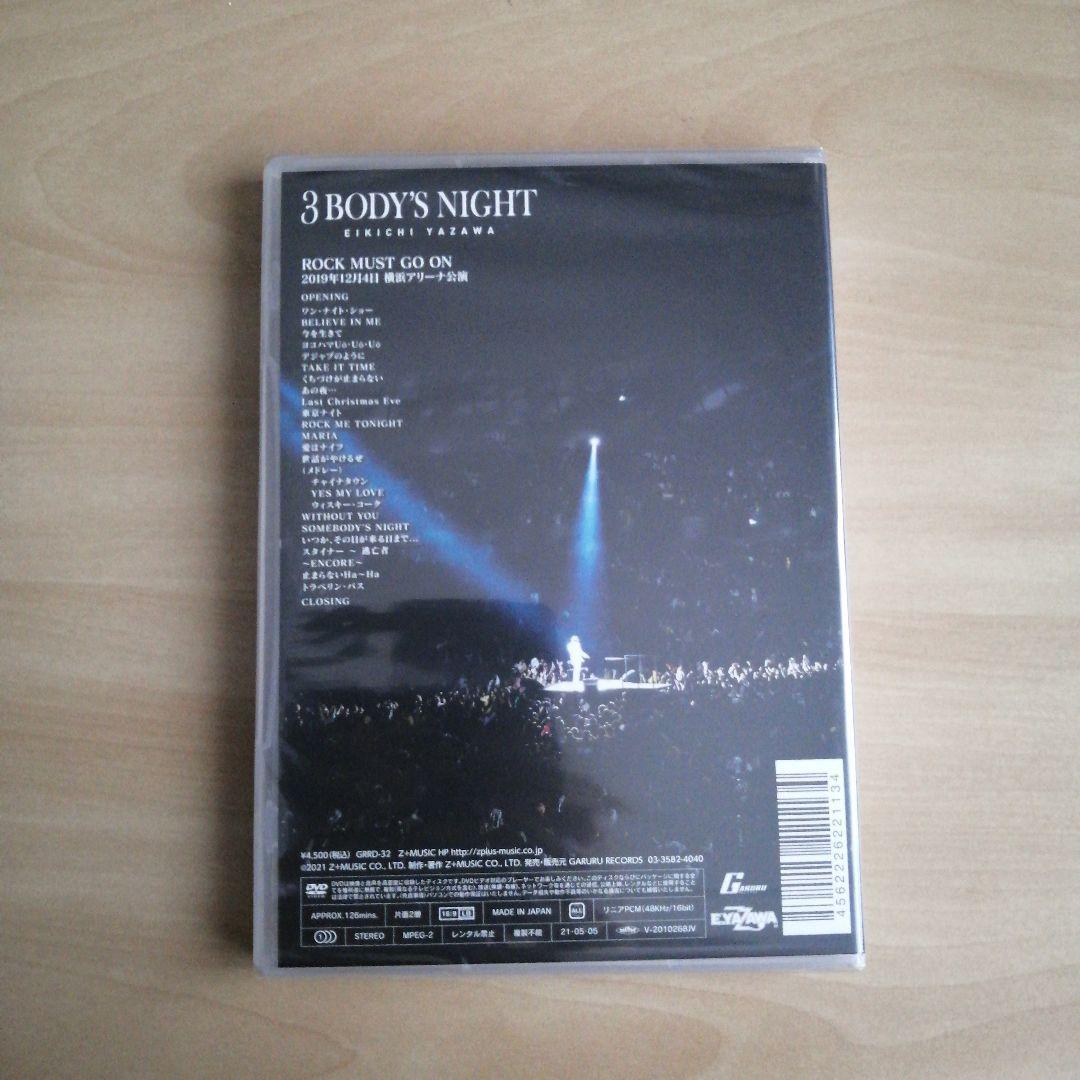 3 BODY'S NIGHT
EIKICHI YAZAWA
ROCK MUST GO ON
2019年12月4日 横浜アリーナ公演
OPENING
ワン・ナイト・ショー
BELIEVE IN ME
今を生きて
ヨコハマUo・Uo・Uo
デジャブのように
TAKE IT TIME
くちづけが止まらない
あの夜…
Last Christmas Eve
東京ナイト
ROCK ME TONIGHT
MARIA
愛はナイフ
世話がやけるぜ
(メドレー)
チャイナタウン
YES MY LOVE
ウィスキー・コーク
WITHOUT YOU
SOMEBODY'S NIGHT
いつか、その日が来る日まで...
スタイナー ～ 逃亡者
～ENCORE～
止まらないHa～Ha
トラベリン・バス
CLOSING
¥4,500(税込) GRRD-32 Z+MUSIC HP http://zplus-music.co.jp
©2021 Z+MUSIC CO., LTD. 制作・著作 Z+MUSIC CO., LTD. 発売・販売元 GARURU RECORDS 03-3582-4040
DVD VIDEO
APPROX.126mins. 片面2層 16:9 LB MADE IN JAPAN ALL リニアPCM(48KHz/16bit)
STEREO MPEG-2 レンタル禁止 複製不能 21・05・05 V-2010268JV
GARURU
E.YAZAWA
4562226221134